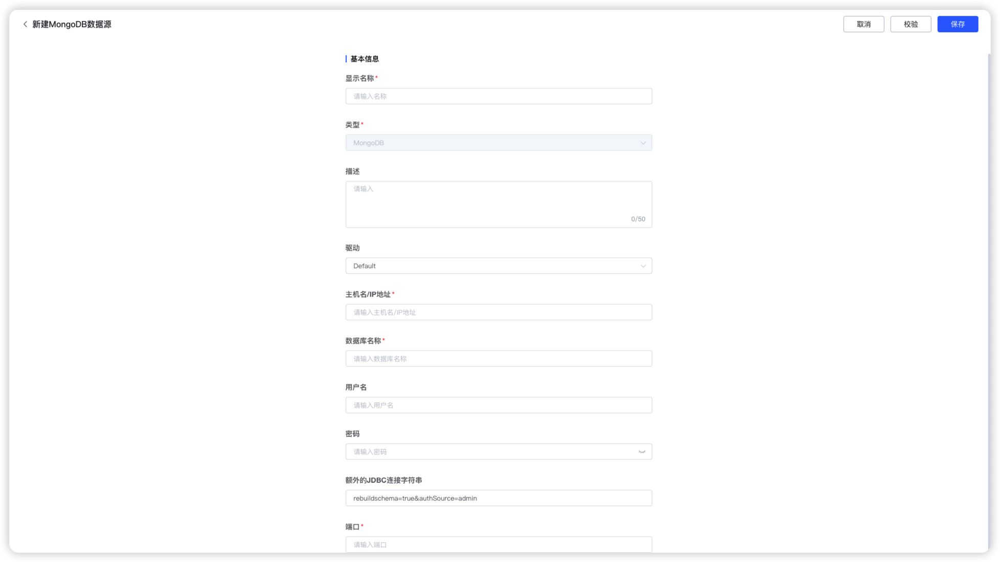 新建MongoDB数据源
取消
校验
保存
基本信息
显示名称*
请输入名称
类型*
MongoDB
描述
请输入
0/50
驱动
Default
主机名/IP地址*
请输入主机名/IP地址
数据库名称*
请输入数据库名称
用户名
请输入用户名
密码
请输入密码
额外的JDBC连接字符串
rebuildschema=true&authSource=admin
端口*
请输入端口